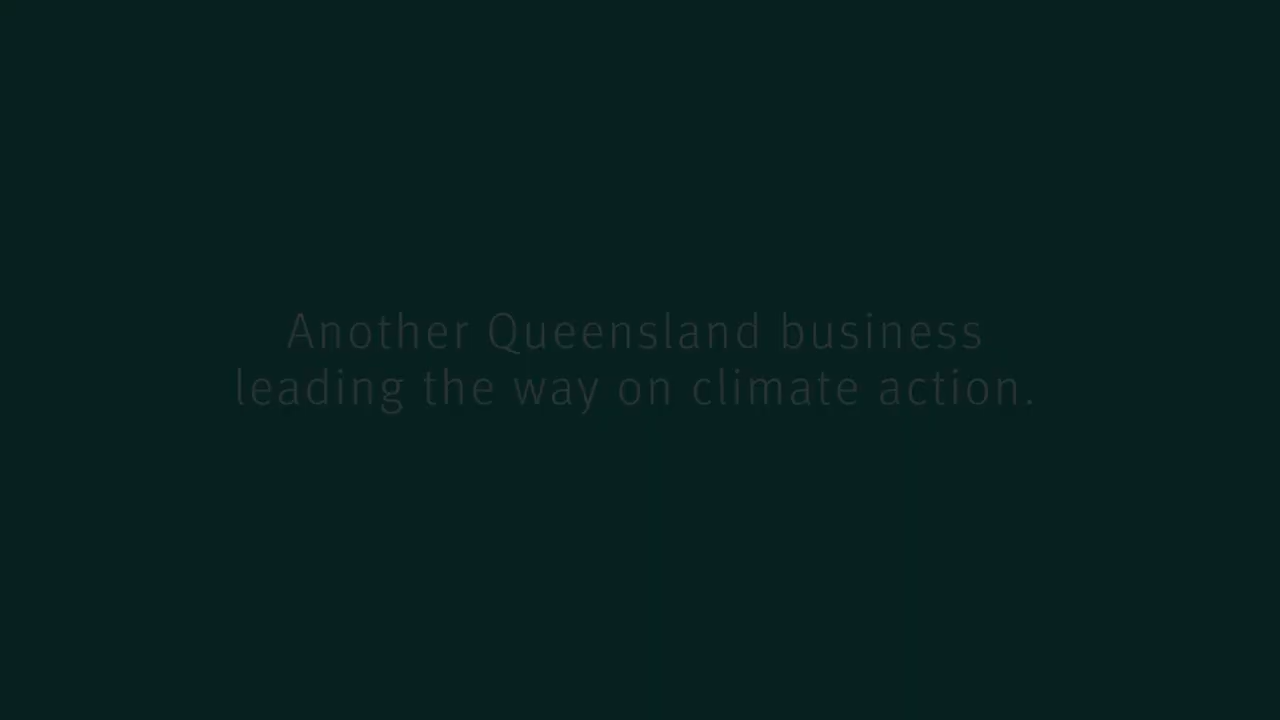 Another Queensland business
leading the way on climate action.